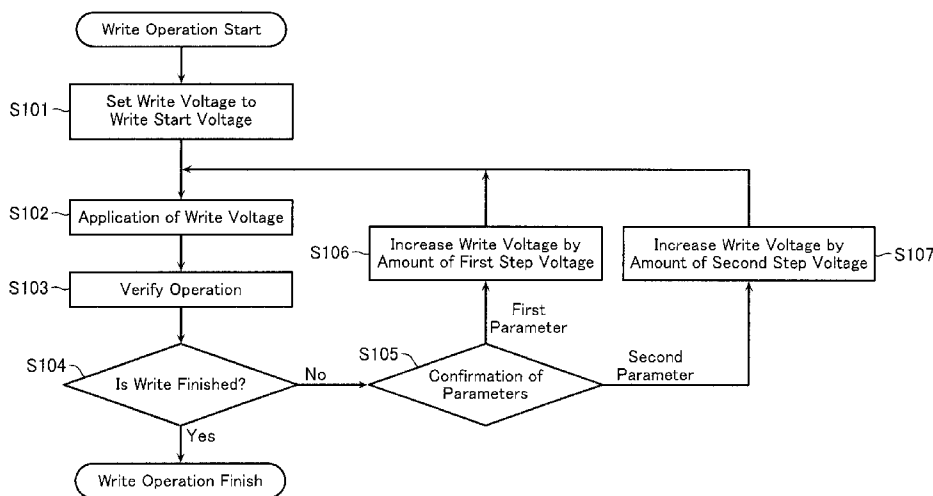 Write Operation Start
S101
Set Write Voltage to
Write Start Voltage
S102
Application of Write Voltage
S103
Verify Operation
S104
Is Write Finished?
No
Yes
Write Operation Finish
S105
Confirmation of
Parameters
First
Parameter
Second
Parameter
S106
Increase Write Voltage by
Amount of First Step Voltage
Increase Write Voltage by
Amount of Second Step Voltage
S107